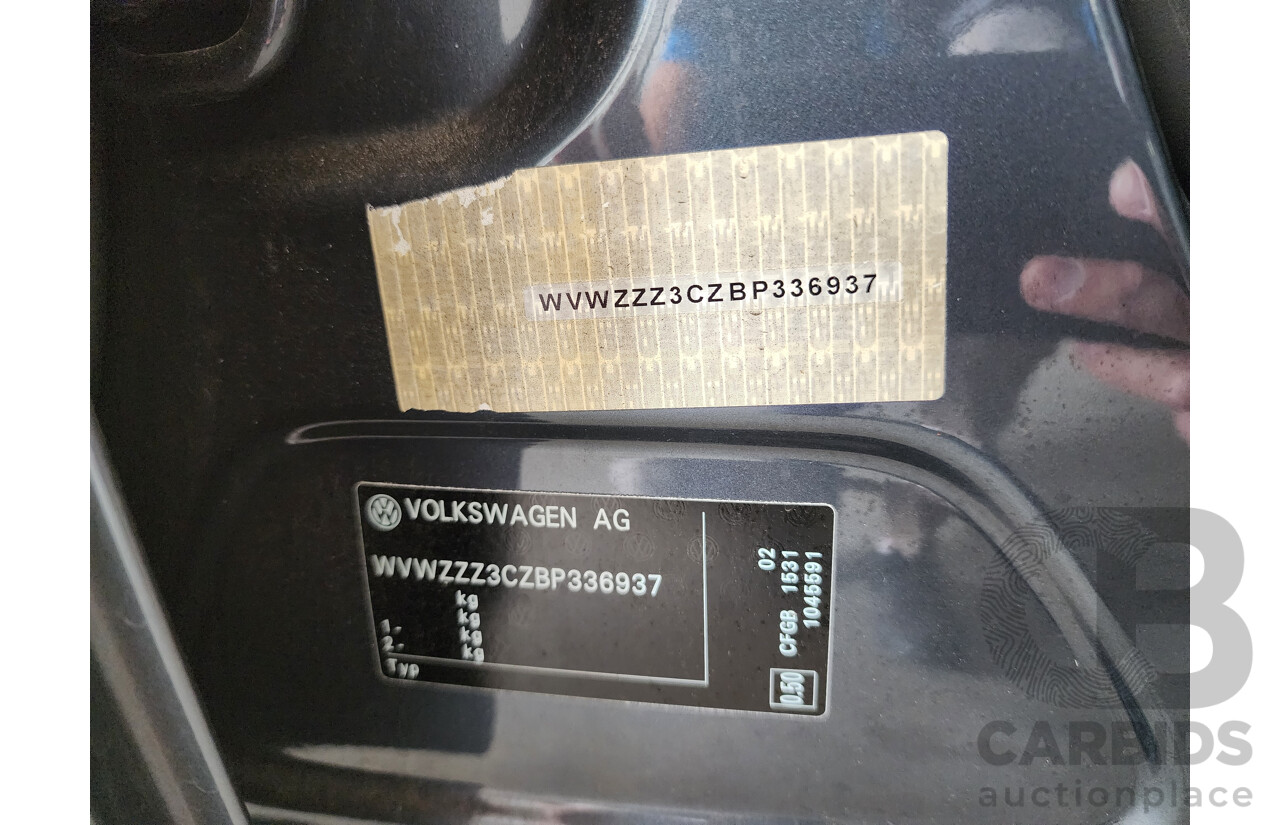 WVWZZZ3CZBP336937
VOLKSWAGEN AG
WVWZZZ3CZBP336937
kg
kg
1- kg
2- kg
Typ
02
CFGB 1531
1045591
0.50
CARBIDS
auctionplace